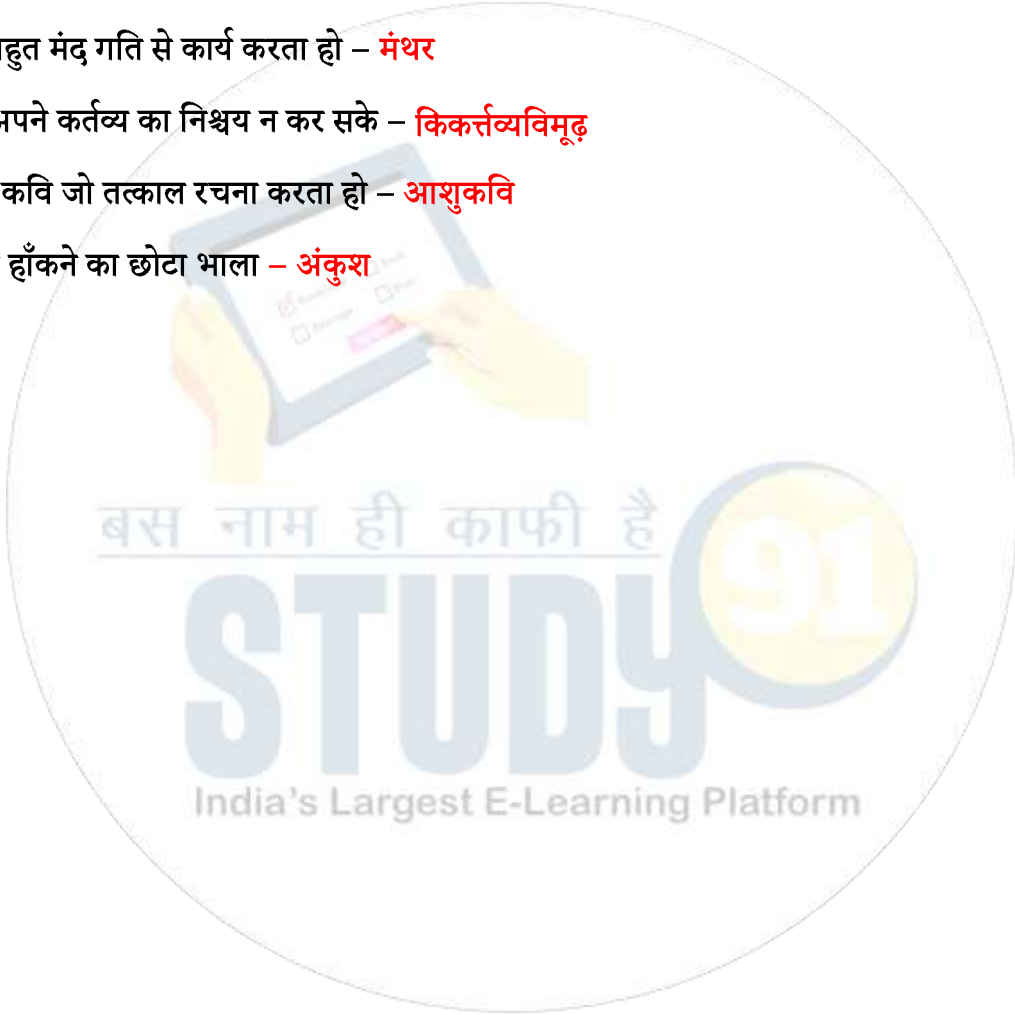 हुत मंद गति से कार्य करता हो – मंथर
अपने कर्तव्य का निश्चय न कर सके – किकर्त्तव्यविमूढ़
कवि जो तत्काल रचना करता हो – आशुकवि
हाँकने का छोटा भाला – अंकुश
बस नाम ही काफी है
91
STUDY
India's Largest E-Learning Platform